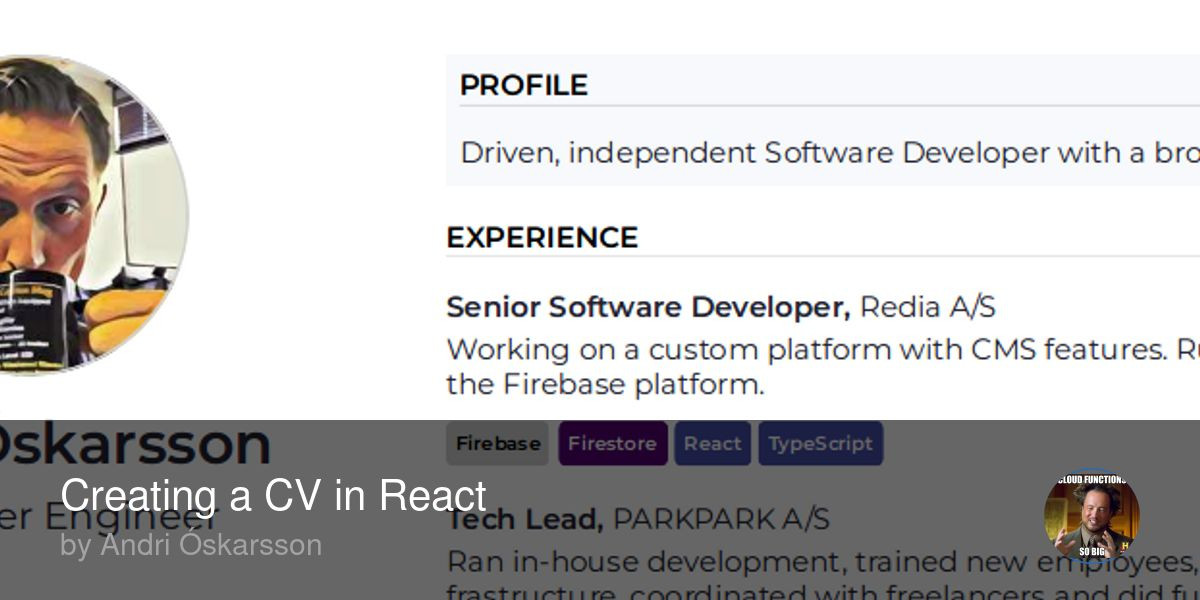 PROFILE
Driven, independent Software Developer with a bro
EXPERIENCE
Senior Software Developer, Redia A/S
Working on a custom platform with CMS features. Ru
the Firebase platform.
Óskarsson
Firebase Firestore React TypeScript
er Engineer
Creating a CV in React
by Andri Óskarsson
Tech Lead, PARKPARK A/S
Ran in-house development, trained new employees,
frastructure, coordinated with freelancers and did fu
CLOUD FUNCTIONS
SO BIG